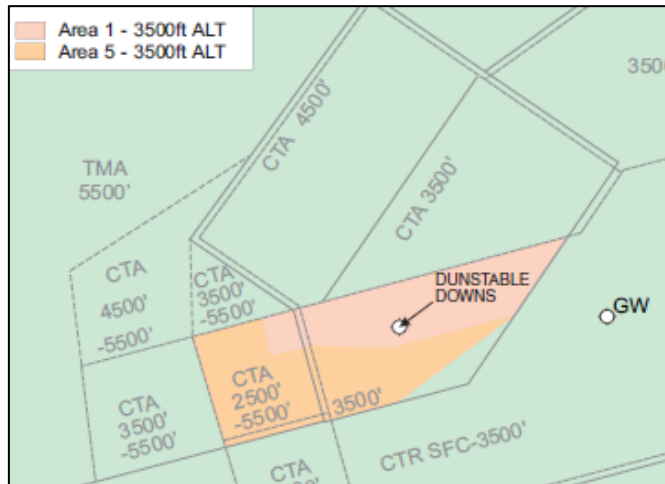 Area 1 - 3500ft ALT
Area 5 - 3500ft ALT
3500
CTA 4500'
TMA
5500'
CTA 3500'
CTA
4500'
-5500'
CTA
3500'
-5500'
DUNSTABLE
DOWNS
GW
CTA
3500'
-5500'
CTA
2500'
-5500'
3500'
CTR SFC-3500'
CTA